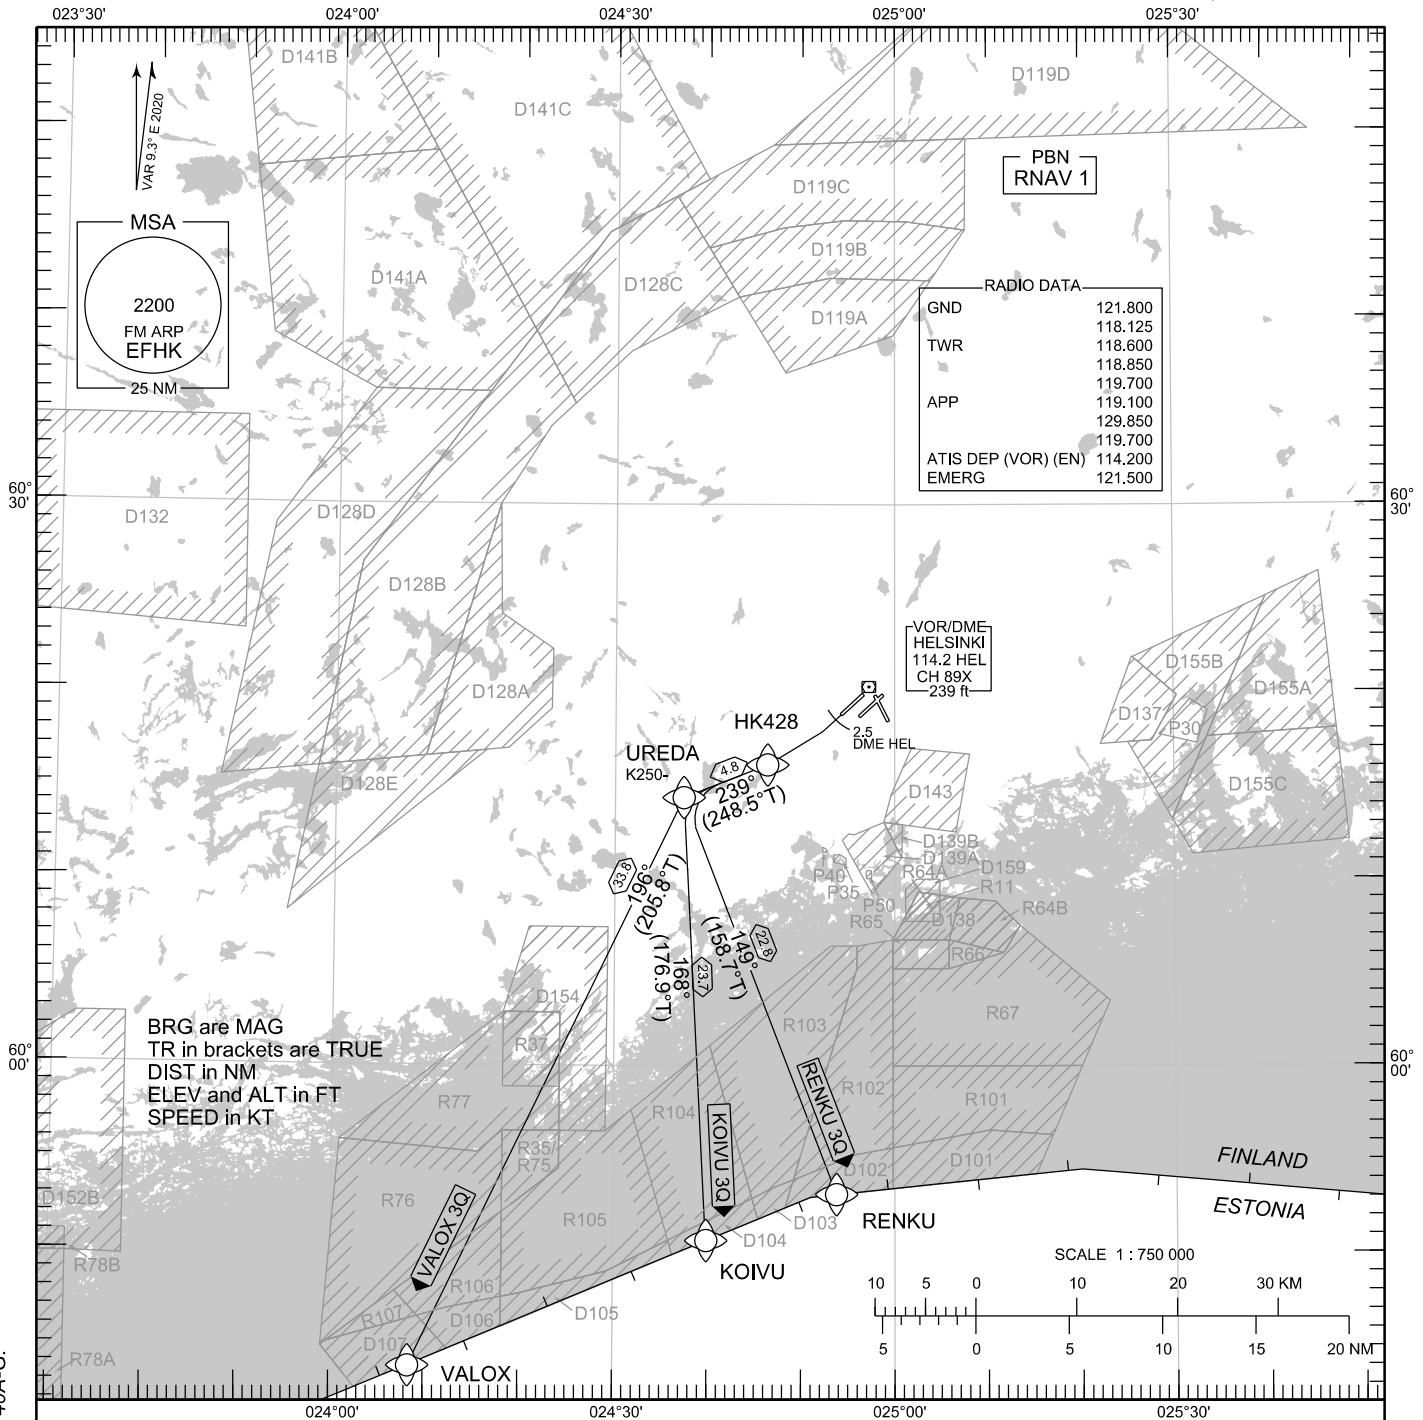 023°30'
024°00'
024°30'
025°00'
025°30'
D141B
D141C
D119D
VAR 9.3° E 2020
PBN
RNAV 1
D119C
MSA
2200
FM ARP
EFHK
25 NM
D141A
D128C
D119B
D119A
RADIO DATA
GND 121.800
118.125
TWR 118.600
118.850
119.700
APP 119.100
129.850
119.700
ATIS DEP (VOR) (EN) 114.200
EMERG 121.500
60°
30'
60°
30'
D132
D128D
D128B
D128A
D128E
VOR/DME
HELSINKI
114.2 HEL
CH 89X
239 ft
D155B
D155A
D137
P30
D155C
HK428
2.5
DME HEL
UREDA
K250-
4.8
239°
(248.5°T)
D143
D139B
D139A
D159
R64A
R11
P40
P35
P50
R65
D138
R64B
R66
33.8
196°
(205.8°T)
168°
(176.9°T)
23.7
149°
(158.7°T)
22.8
D154
R37
R103
R67
BRG are MAG
TR in brackets are TRUE
DIST in NM
ELEV and ALT in FT
SPEED in KT
60°
00'
60°
00'
R77
R104
R102
R101
RENKU 3Q
KOIVU 3Q
VALOX 3Q
R35/
R75
D102
D101
FINLAND
ESTONIA
D152B
R76
R105
D103
D104
RENKU
KOIVU
R78B
R106
R107
D106
D105
D107
R78A
VALOX
SCALE 1 : 750 000
10 5 0 10 20 30 KM
5 0 5 10 15 20 NM
024°00'
024°30'
025°00'
025°30'